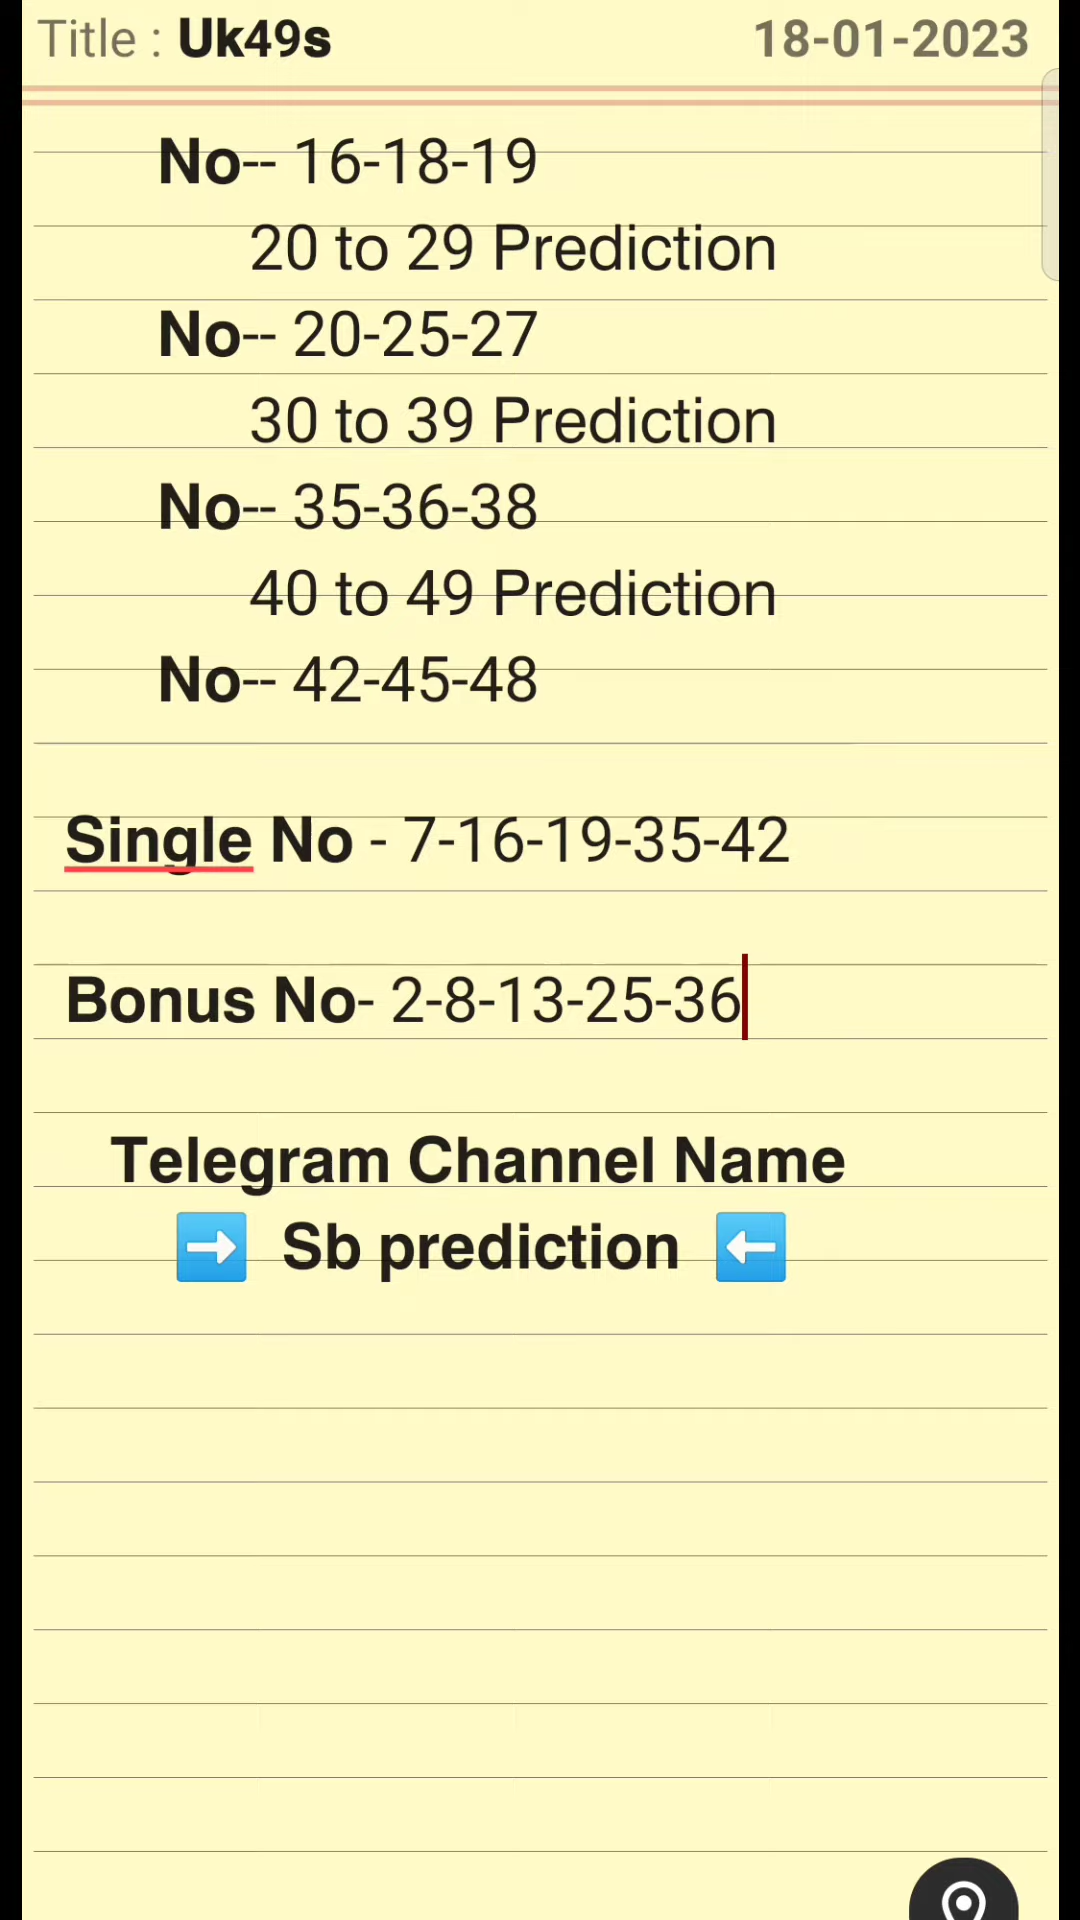 Title : Uk49s 18-01-2023
No-- 16-18-19
20 to 29 Prediction
No-- 20-25-27
30 to 39 Prediction
No-- 35-36-38
40 to 49 Prediction
No-- 42-45-48
Single No - 7-16-19-35-42
Bonus No- 2-8-13-25-36
Telegram Channel Name
➡️ Sb prediction ⬅️